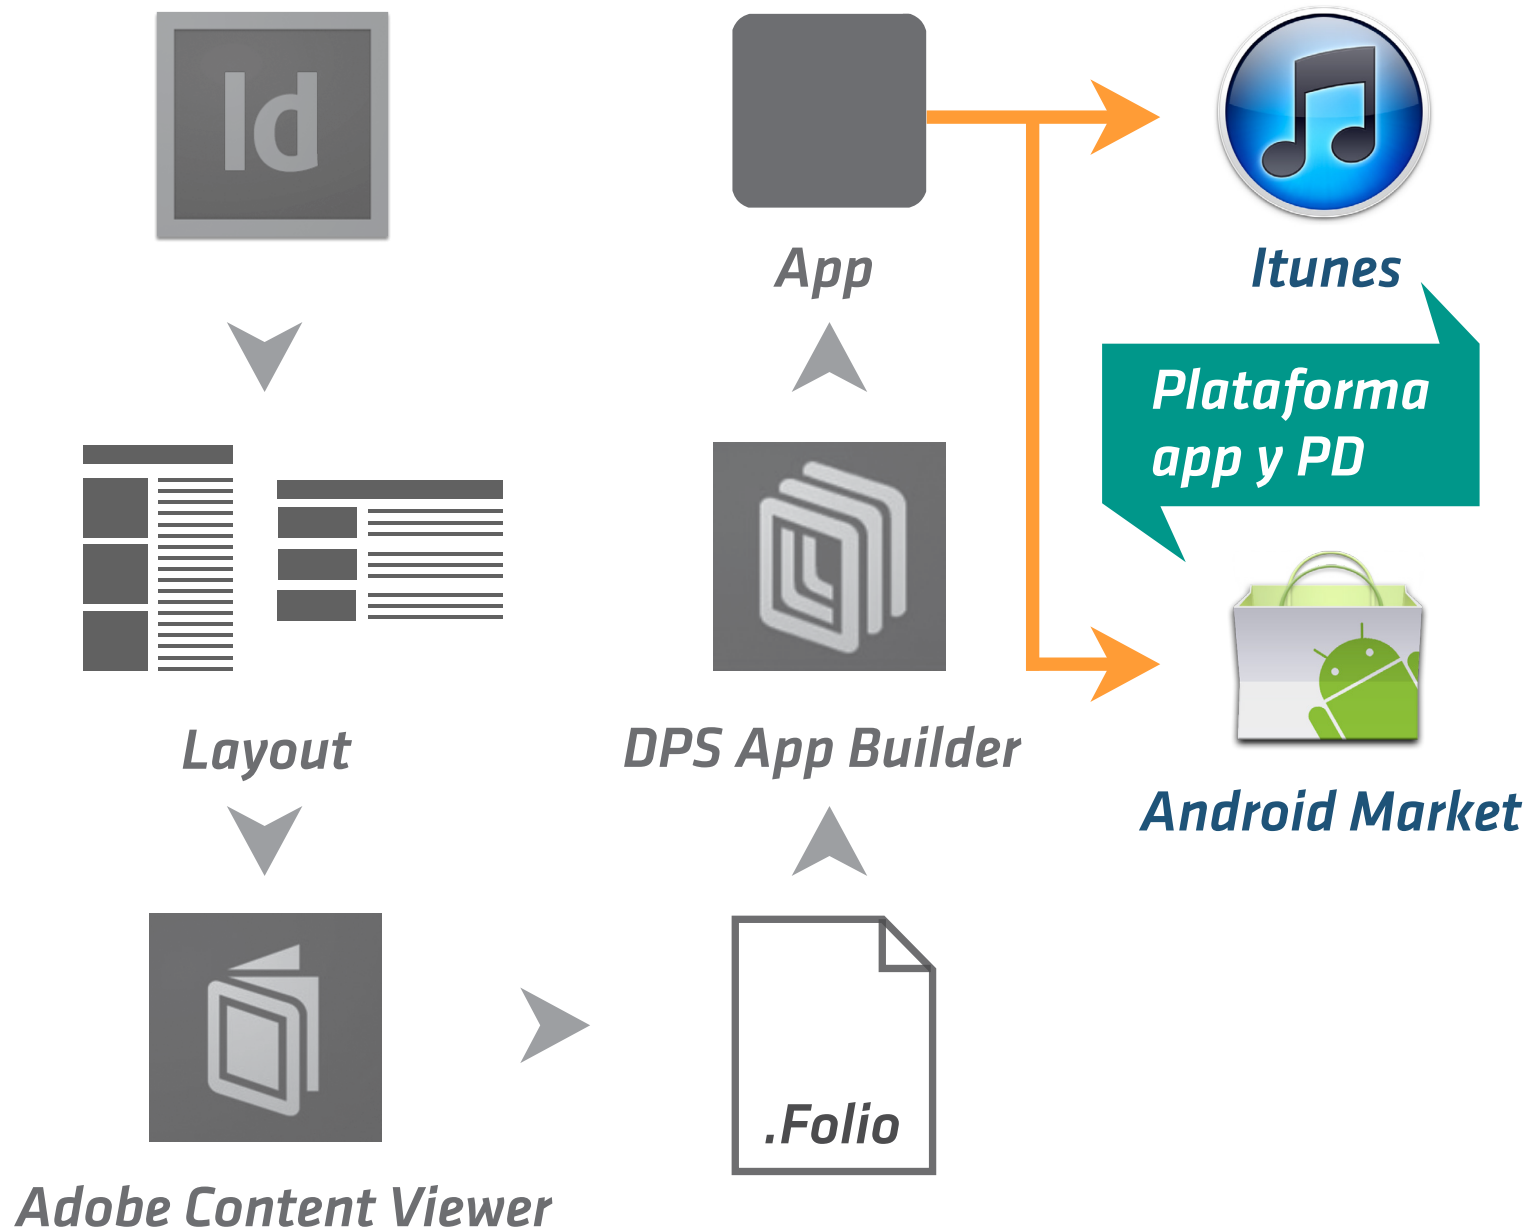 Id
Layout
Adobe Content Viewer
.Folio
DPS App Builder
App
Itunes
Plataforma
app y PD
Android Market